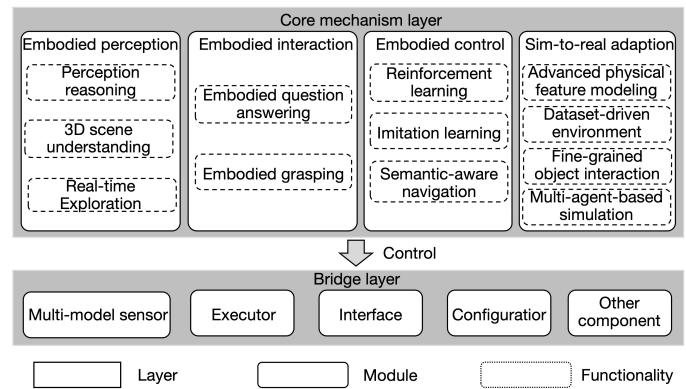 Core mechanism layer
Embodied perception
Perception
reasoning
3D scene
understanding
Real-time
Exploration
Embodied interaction
Embodied question
answering
Embodied grasping
Embodied control
Reinforcement
learning
Imitation learning
Semantic-aware
navigation
Sim-to-real adaption
Advanced physical
feature modeling
Dataset-driven
environment
Fine-grained
object interaction
Multi-agent-based
simulation
Control
Bridge layer
Multi-model sensor
Executor
Interface
Configuratior
Other
component
Layer
Module
Functionality